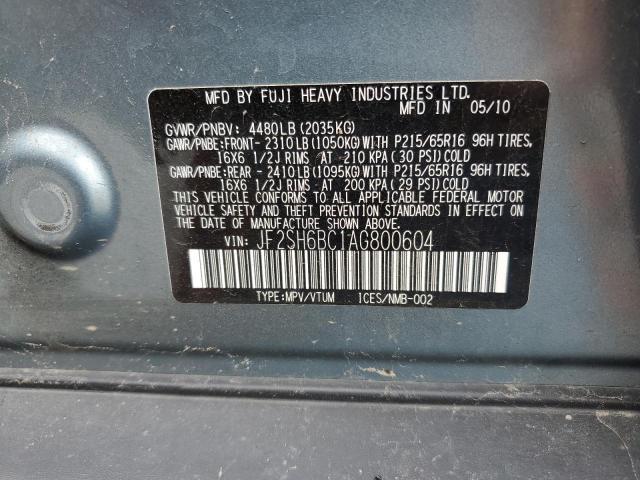 MFD BY FUJI HEAVY INDUSTRIES LTD.
MFD IN 05/10
GVWR/PNBV: 4480LB(2035KG)
GAWR/PNBE:FRONT-2310LB(1050KG)WITH P215/65R16 96H TIRES,
16X6 1/2J RIMS AT 210 KPA(30 PSI)COLD
GAWR/PNBE:REAR -2410LB(1095KG)WITH P215/65R16 96H TIRES,
16X6 1/2J RIMS AT 200 KPA(29 PSI)COLD
THIS VEHICLE CONFORMS TO ALL APPLICABLE FEDERAL MOTOR
VEHICLE SAFETY AND THEFT PREVENTION STANDARDS IN EFFECT ON
THE DATE OF MANUFACTURE SHOWN ABOVE.
VIN: JF2SH6BC1AG800604
TYPE:MPV/VTUM ICES/NMB-002